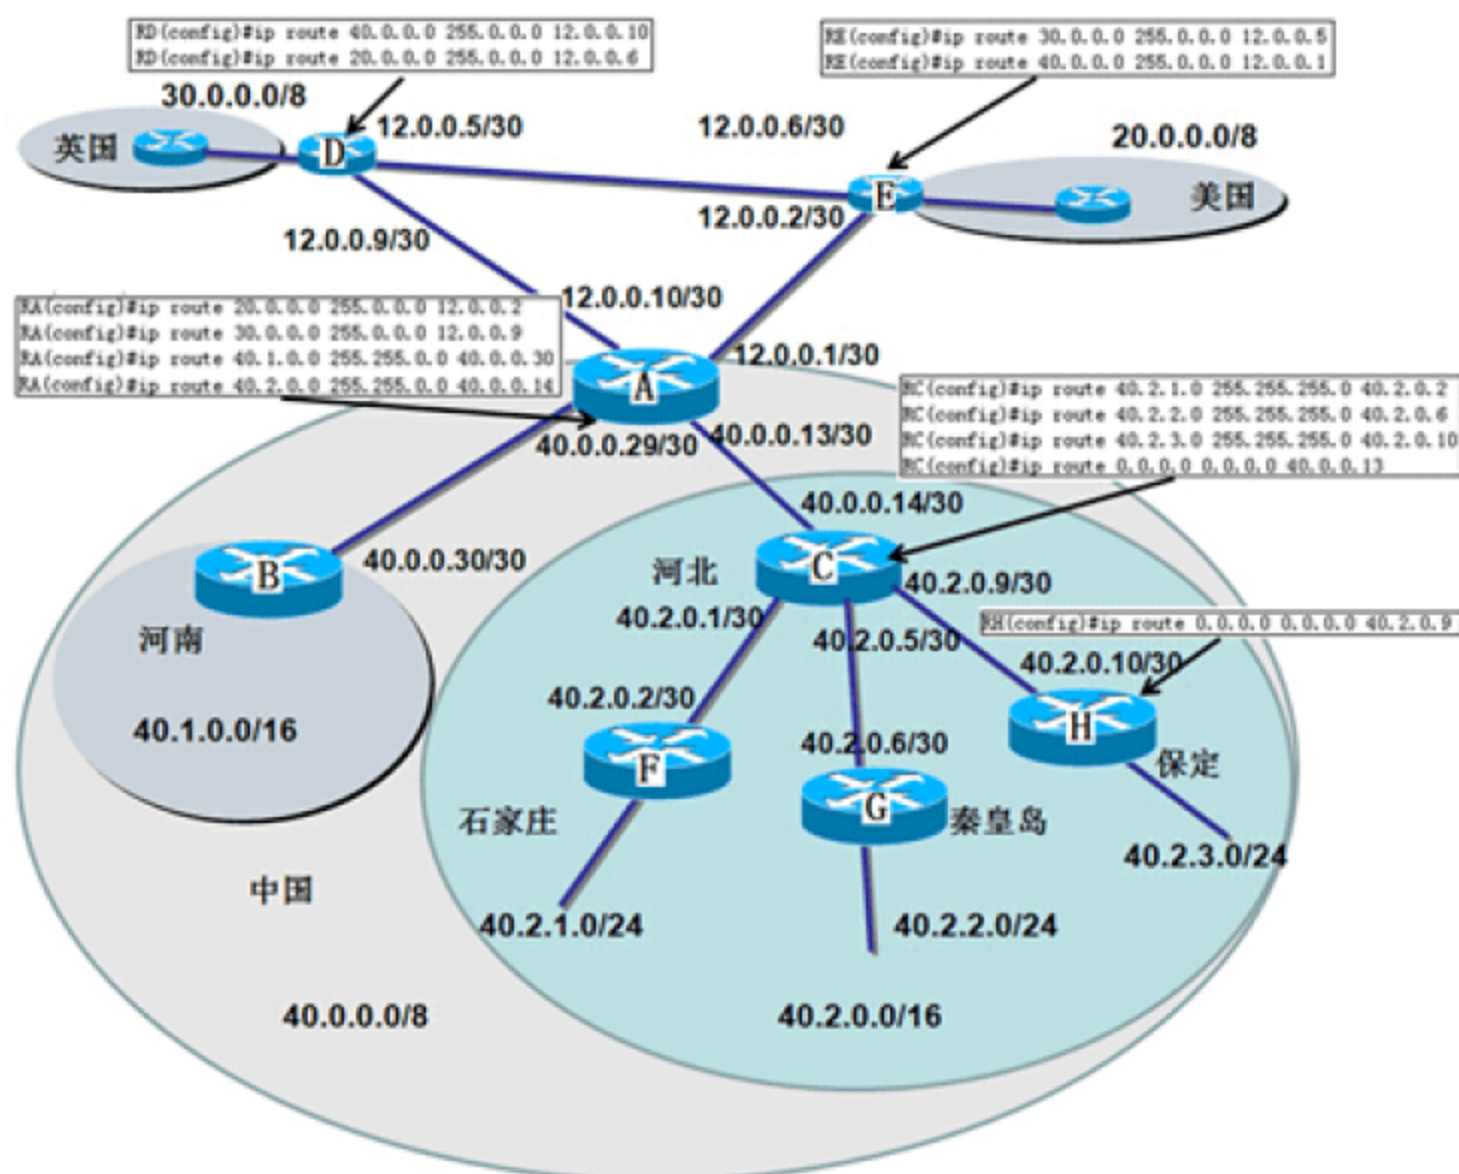 RD(config)#ip route 40.0.0.0 255.0.0.0 12.0.0.10
RD(config)#ip route 20.0.0.0 255.0.0.0 12.0.0.6
RE(config)#ip route 30.0.0.0 255.0.0.0 12.0.0.5
RE(config)#ip route 40.0.0.0 255.0.0.0 12.0.0.1
30.0.0.0/8
英国
D
12.0.0.5/30
12.0.0.6/30
20.0.0.0/8
E
美国
12.0.0.2/30
12.0.0.9/30
12.0.0.10/30
RA(config)#ip route 20.0.0.0 255.0.0.0 12.0.0.2
RA(config)#ip route 30.0.0.0 255.0.0.0 12.0.0.9
RA(config)#ip route 40.1.0.0 255.255.0.0 40.0.0.30
RA(config)#ip route 40.2.0.0 255.255.0.0 40.0.0.14
12.0.0.1/30
A
40.0.0.29/30
40.0.0.13/30
RC(config)#ip route 40.2.1.0 255.255.255.0 40.2.0.2
RC(config)#ip route 40.2.2.0 255.255.255.0 40.2.0.6
RC(config)#ip route 40.2.3.0 255.255.255.0 40.2.0.10
RC(config)#ip route 0.0.0.0 0.0.0.0 40.0.0.13
40.0.0.14/30
B
40.0.0.30/30
河北
C
40.2.0.9/30
40.2.0.1/30
40.2.0.5/30
RH(config)#ip route 0.0.0.0 0.0.0.0 40.2.0.9
河南
40.2.0.10/30
40.2.0.2/30
40.1.0.0/16
H
40.2.0.6/30
保定
F
G
石家庄
秦皇岛
40.2.3.0/24
中国
40.2.1.0/24
40.2.2.0/24
40.0.0.0/8
40.2.0.0/16